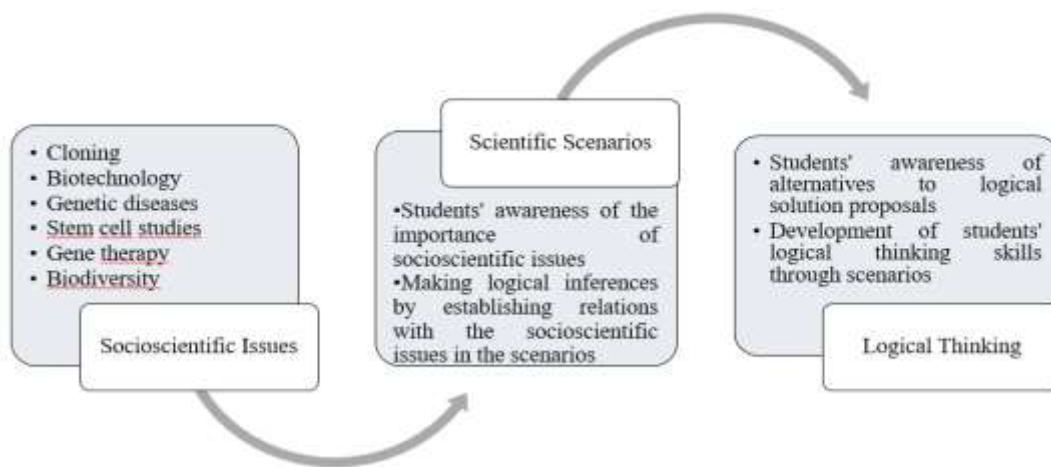 • Cloning
• Biotechnology
• Genetic diseases
• Stem cell studies
• Gene therapy
• Biodiversity
Socioscientific Issues
Scientific Scenarios
•Students' awareness of the
importance of
socioscientific issues
•Making logical inferences
by establishing relations
with the socioscientific
issues in the scenarios
• Students' awareness of
alternatives to logical
solution proposals
• Development of students'
logical thinking skills
through scenarios
Logical Thinking